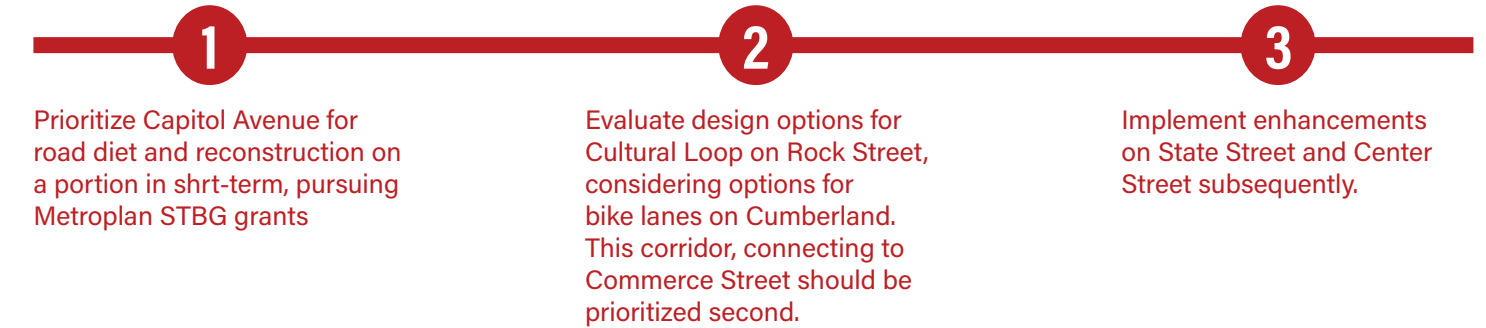 1
Prioritize Capitol Avenue for
road diet and reconstruction on
a portion in shrt-term, pursuing
Metroplan STBG grants
2
Evaluate design options for
Cultural Loop on Rock Street,
considering options for
bike lanes on Cumberland.
This corridor, connecting to
Commerce Street should be
prioritized second.
3
Implement enhancements
on State Street and Center
Street subsequently.